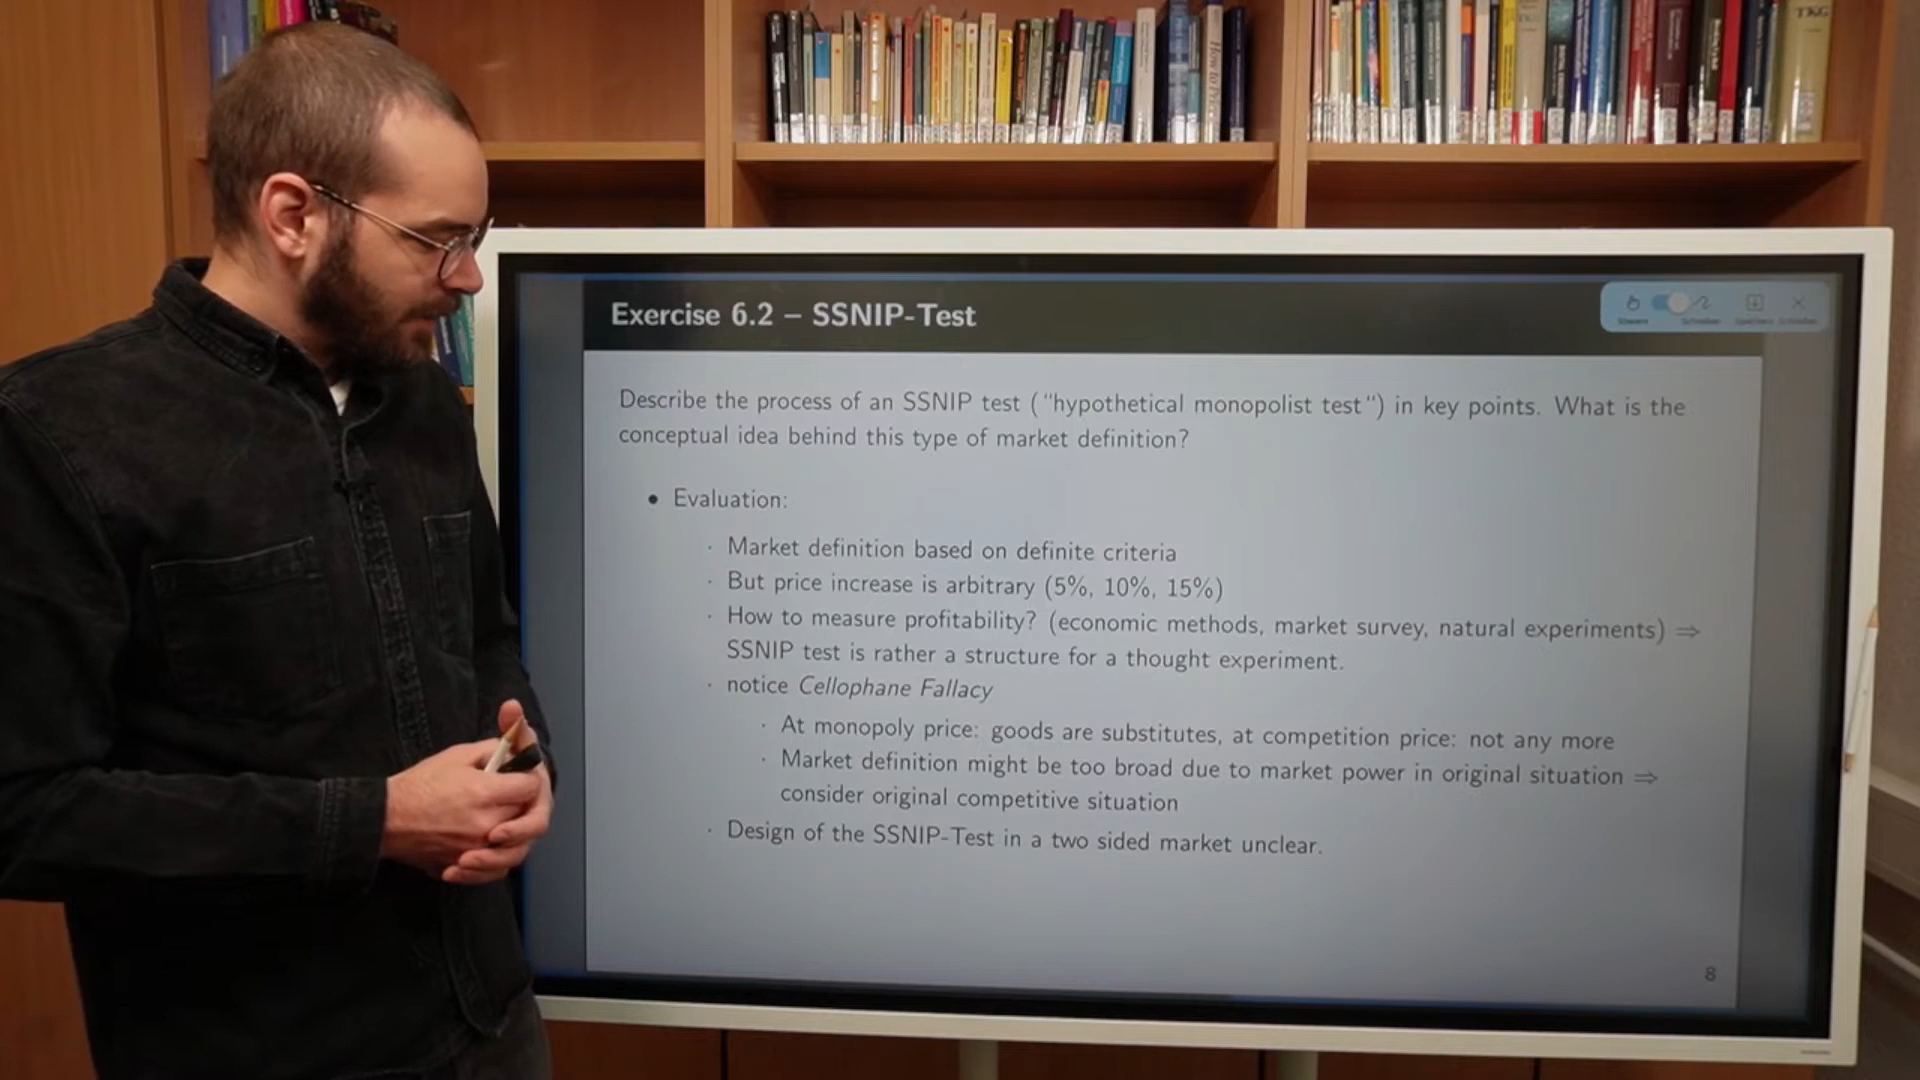 TKG
Exercise 6.2 – SSNIP-Test
Describe the process of an SSNIP test ("hypothetical monopolist test") in key points. What is the
conceptual idea behind this type of market definition?
• Evaluation:
· Market definition based on definite criteria
· But price increase is arbitrary (5%, 10%, 15%)
· How to measure profitability? (economic methods, market survey, natural experiments) ⇒
SSNIP test is rather a structure for a thought experiment.
· notice Cellophane Fallacy
· At monopoly price: goods are substitutes, at competition price: not any more
· Market definition might be too broad due to market power in original situation ⇒
consider original competitive situation
· Design of the SSNIP-Test in a two sided market unclear.
8